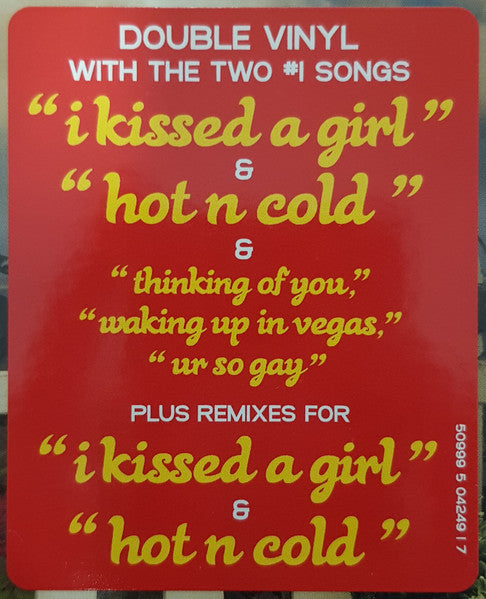 DOUBLE VINYL
WITH THE TWO #1 SONGS
“i kissed a girl”
&
“hot n cold”
&
“thinking of you,”
“waking up in vegas,”
“ur so gay”
PLUS REMIXES FOR
“i kissed a girl”
&
“hot n cold”
50999 5 04249 1 7